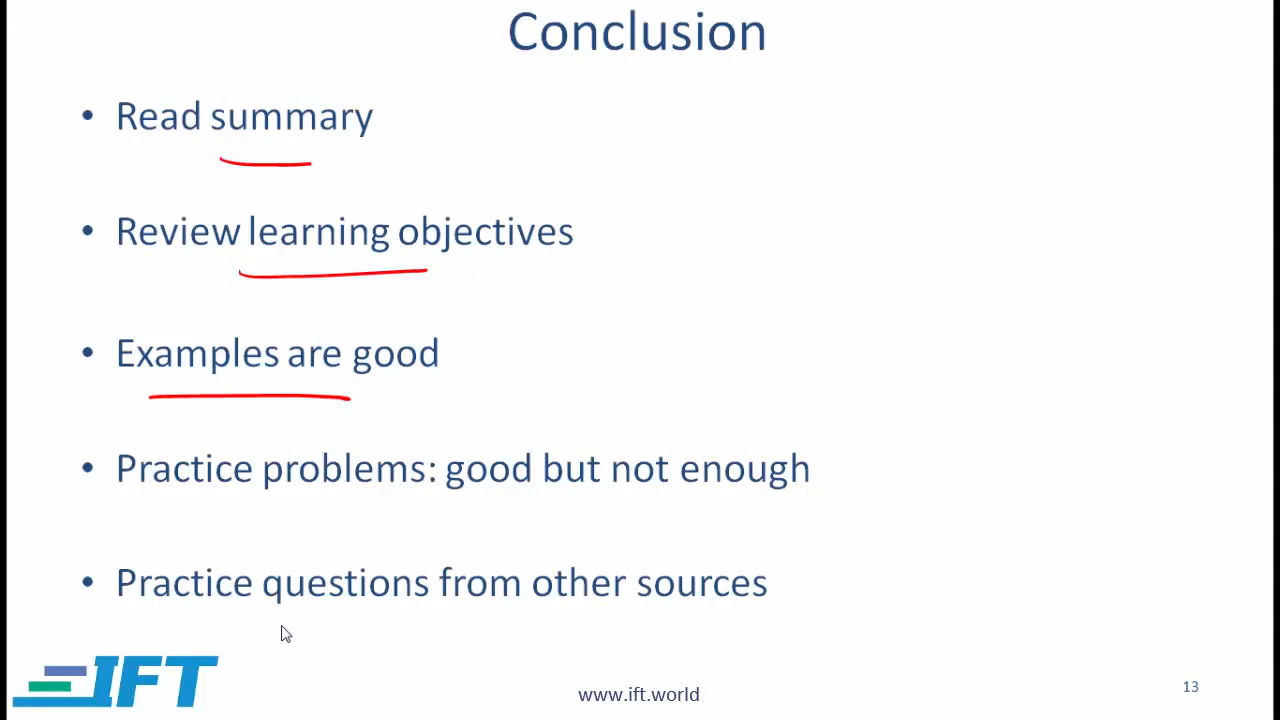 Conclusion
• Read summary
• Review learning objectives
• Examples are good
• Practice problems: good but not enough
• Practice questions from other sources
IFT
www.ift.world
13